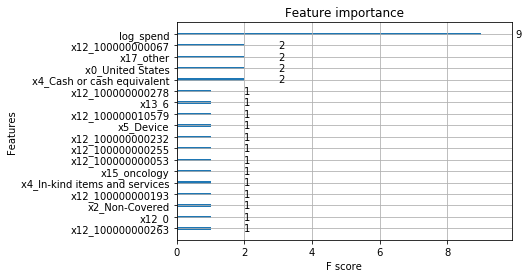 Feature importance
log_spend 9
x12_100000000067 2
x17_other 2
x0_United States 2
x4_Cash or cash equivalent 2
x12_100000000278 1
x13_6 1
x12_100000010579 1
x5_Device 1
x12_100000000232 1
x12_100000000255 1
x12_100000000053 1
x15_oncology 1
x4_In-kind items and services 1
x12_100000000193 1
x2_Non-Covered 1
x12_0 1
x12_100000000263 1
Features
0 2 4 6 8
F score